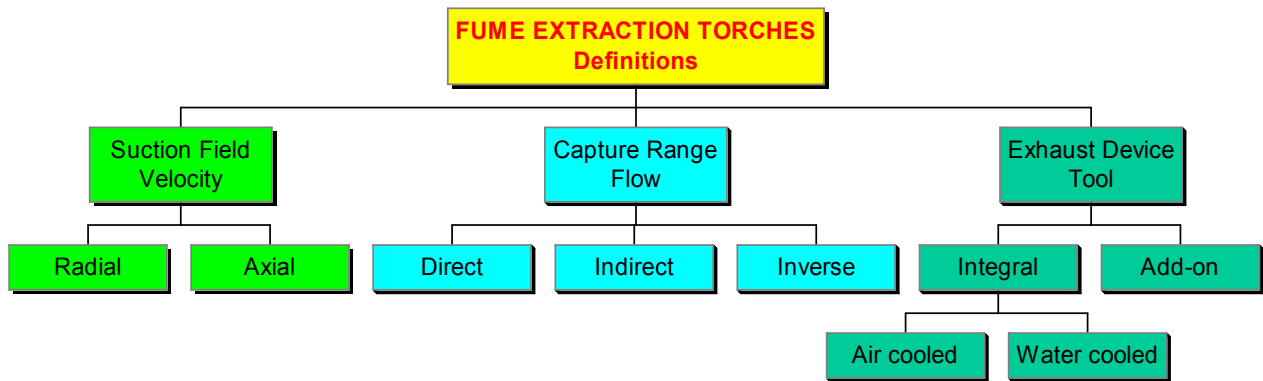 FUME EXTRACTION TORCHES
Definitions
Suction Field
Velocity
Capture Range
Flow
Exhaust Device
Tool
Radial
Axial
Direct
Indirect
Inverse
Integral
Add-on
Air cooled
Water cooled